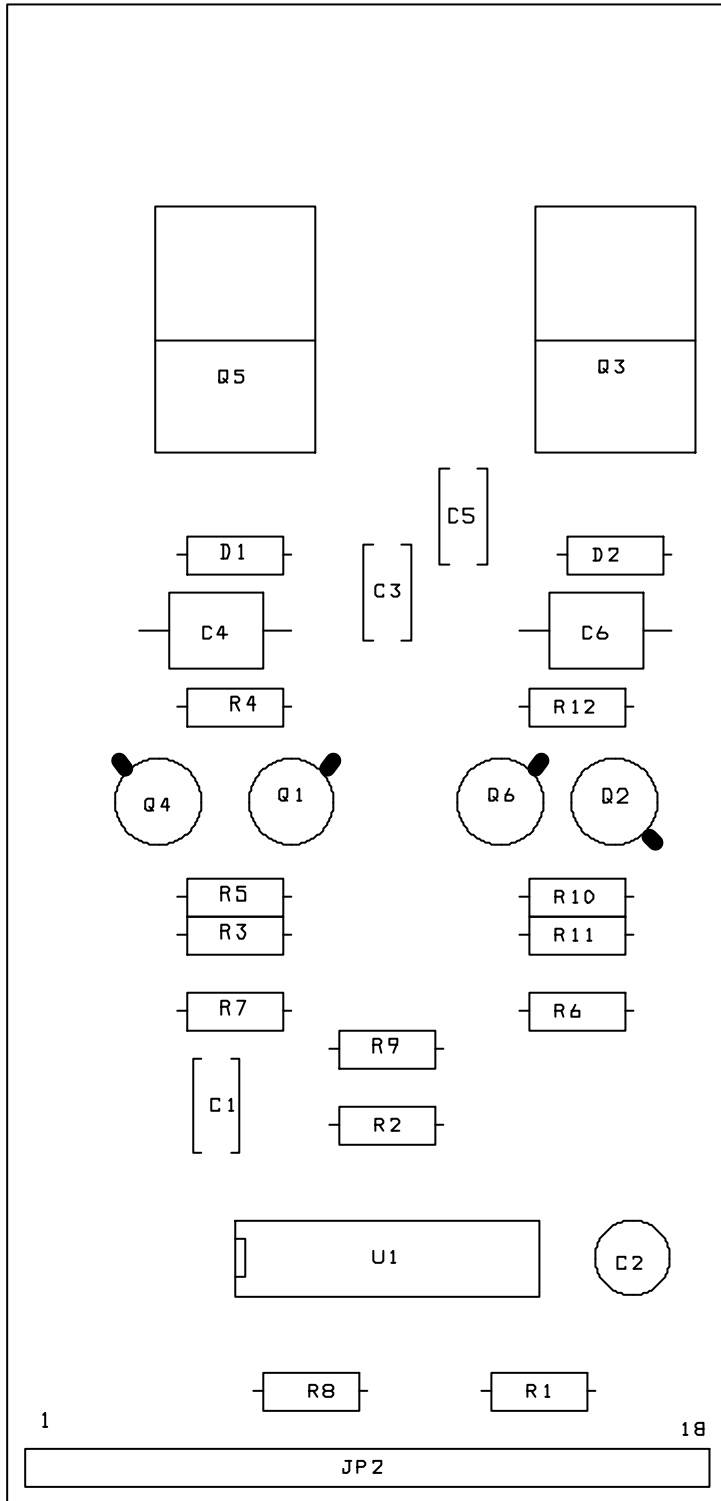 Q5 Q3
C5
D1 D2
C3
C4 C6
R4 R12
Q4 Q1 Q6 Q2
R5 R10
R3 R11
R7 R6
R9
C1
R2
U1 C2
R8 R1
1 18
JP2